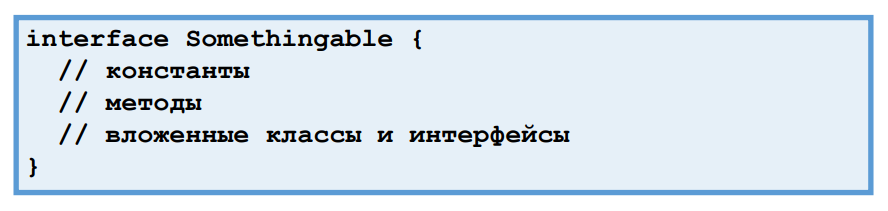 interface Somethingable {
  // константы
  // методы
  // вложенные классы и интерфейсы
}